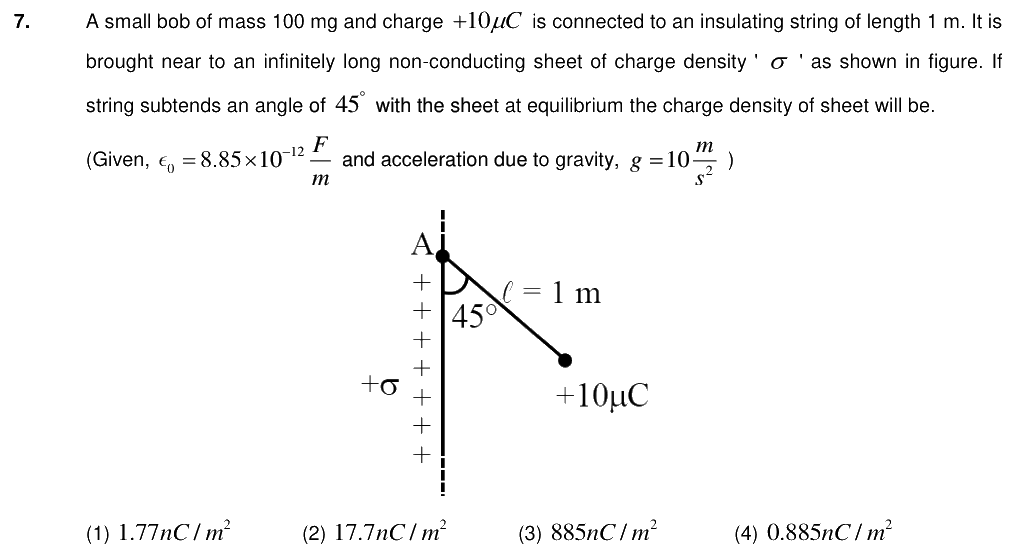 7. A small bob of mass 100 mg and charge +10μC is connected to an insulating string of length 1 m. It is
brought near to an infinitely long non-conducting sheet of charge density ' σ ' as shown in figure. If
string subtends an angle of 45° with the sheet at equilibrium the charge density of sheet will be.
(Given, ϵ₀ = 8.85×10⁻¹² F/m and acceleration due to gravity, g = 10 m/s² )
A
+
ℓ = 1 m
+
45°
+
+
+σ
+
+10μC
+
+
(1) 1.77nC / m² (2) 17.7nC / m² (3) 885nC / m² (4) 0.885nC / m²